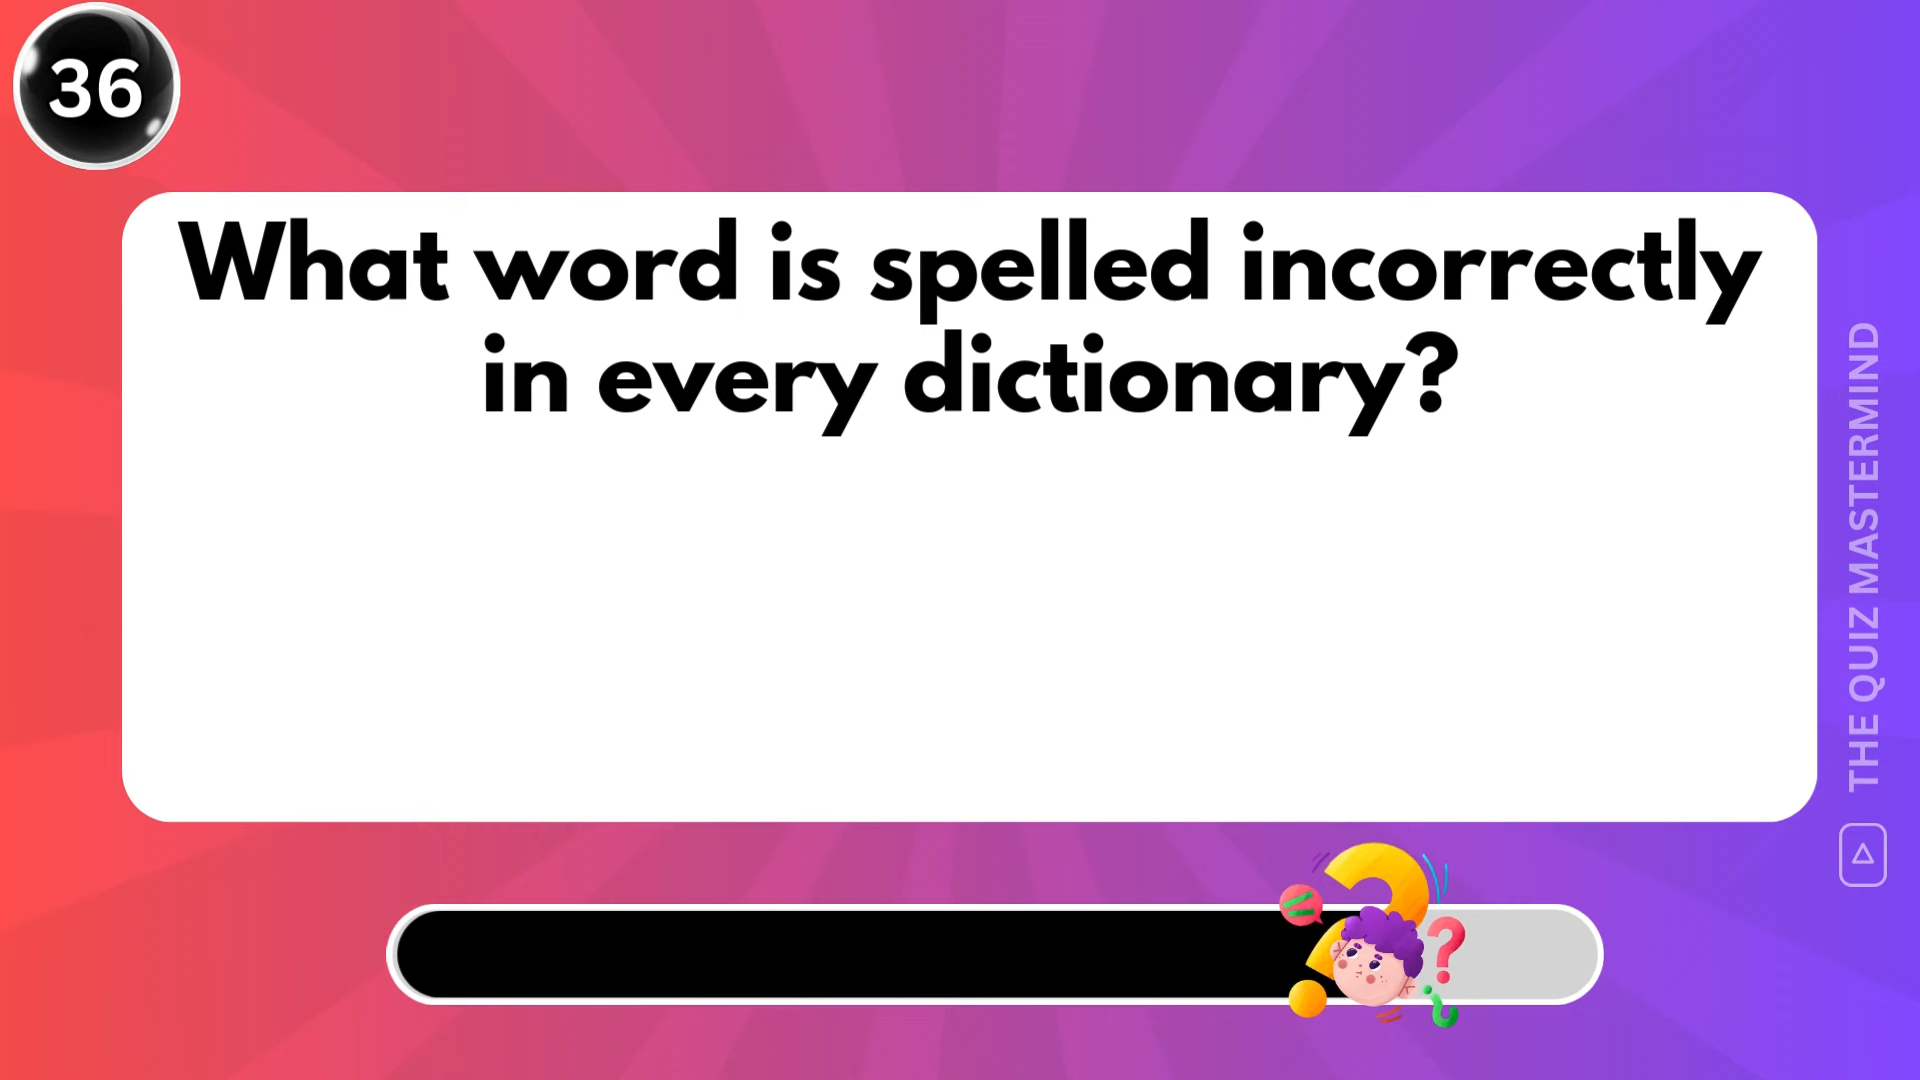 36
What word is spelled incorrectly
in every dictionary?
THE QUIZ MASTERMIND